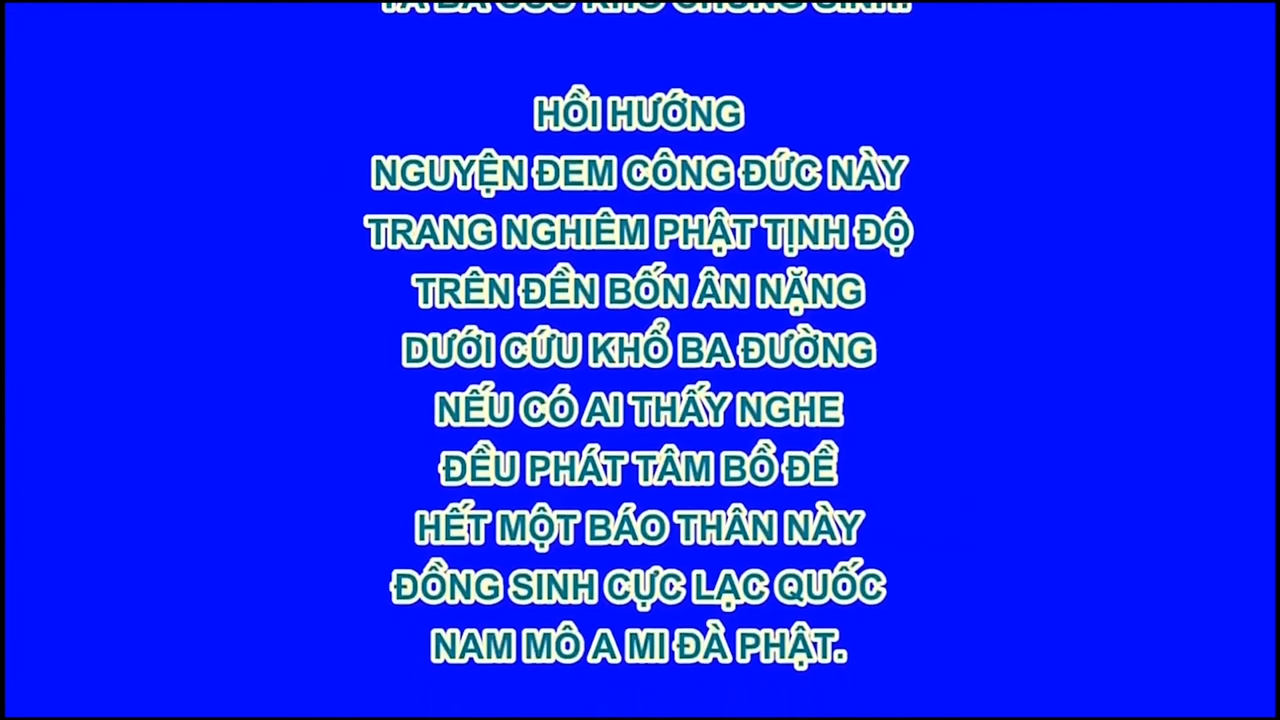 HỒI HƯỚNG
NGUYỆN ĐEM CÔNG ĐỨC NÀY
TRANG NGHIÊM PHẬT TỊNH ĐỘ
TRÊN ĐỀN BỐN ÂN NẶNG
DƯỚI CỨU KHỔ BA ĐƯỜNG
NẾU CÓ AI THẤY NGHE
ĐỀU PHÁT TÂM BỒ ĐỀ
HẾT MỘT BÁO THÂN NÀY
ĐỒNG SINH CỰC LẠC QUỐC
NAM MÔ A MI ĐÀ PHẬT.